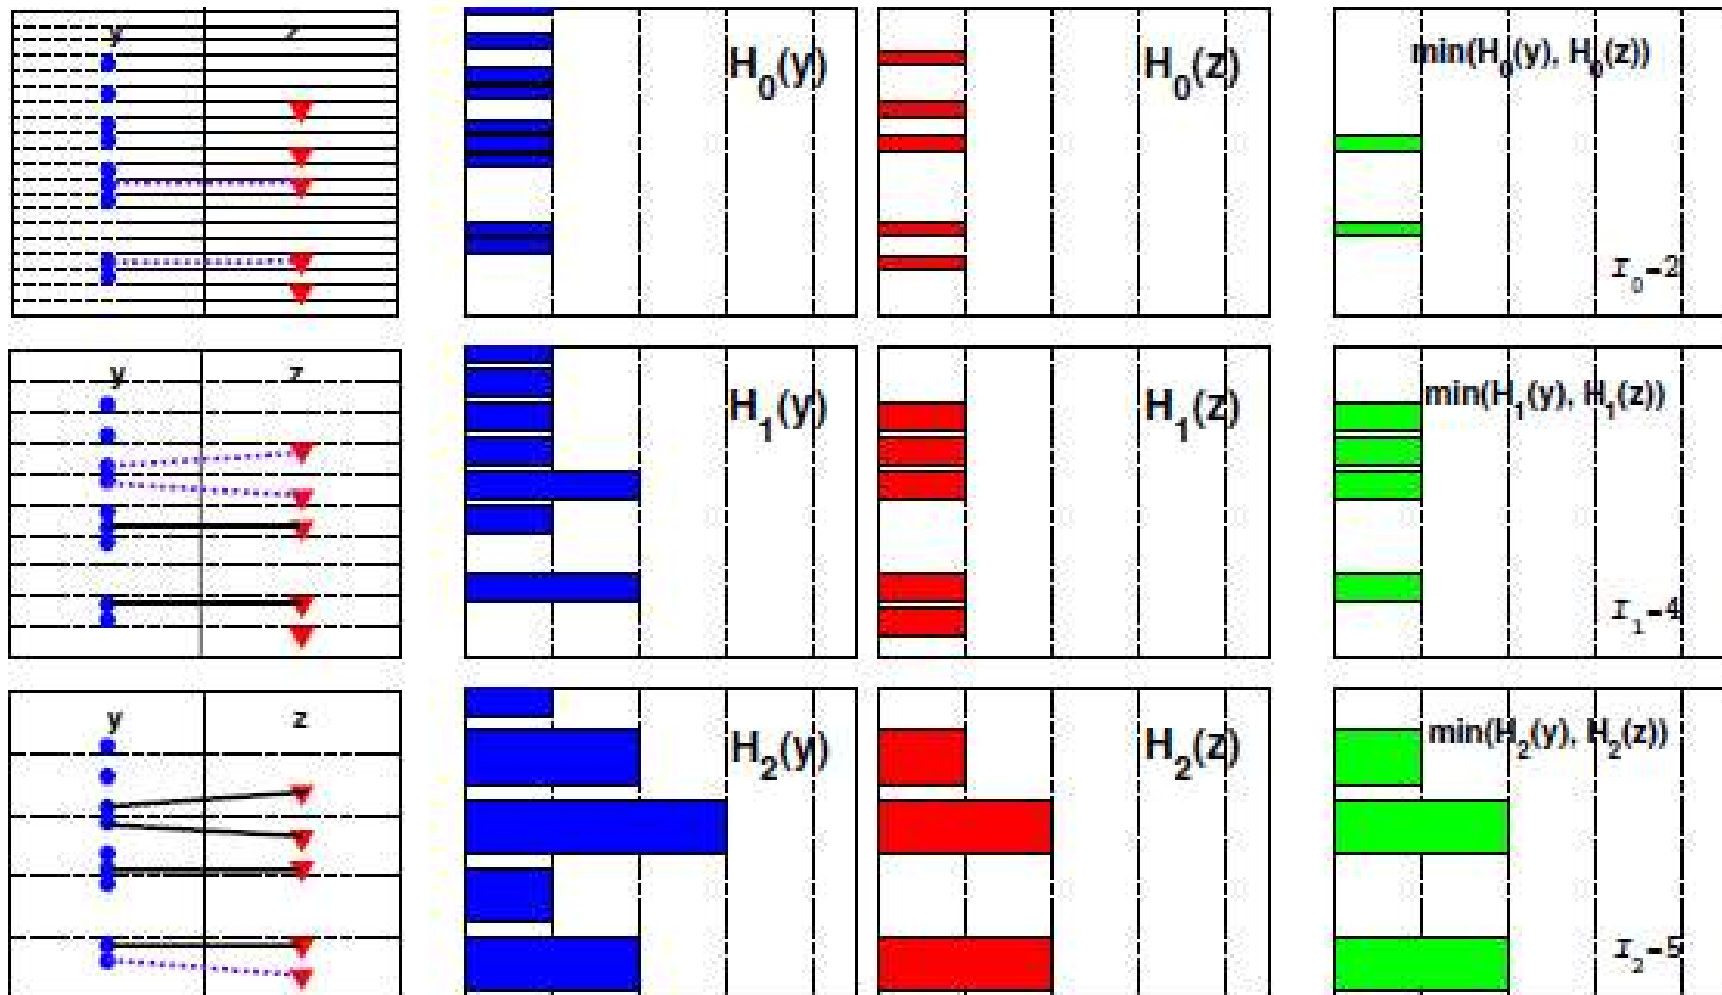 y z
H0(y)
H0(z)
min(H0(y), H0(z))
I0=2
y z
H1(y)
H1(z)
min(H1(y), H1(z))
I1=4
y z
H2(y)
H2(z)
min(H2(y), H2(z))
I2=5